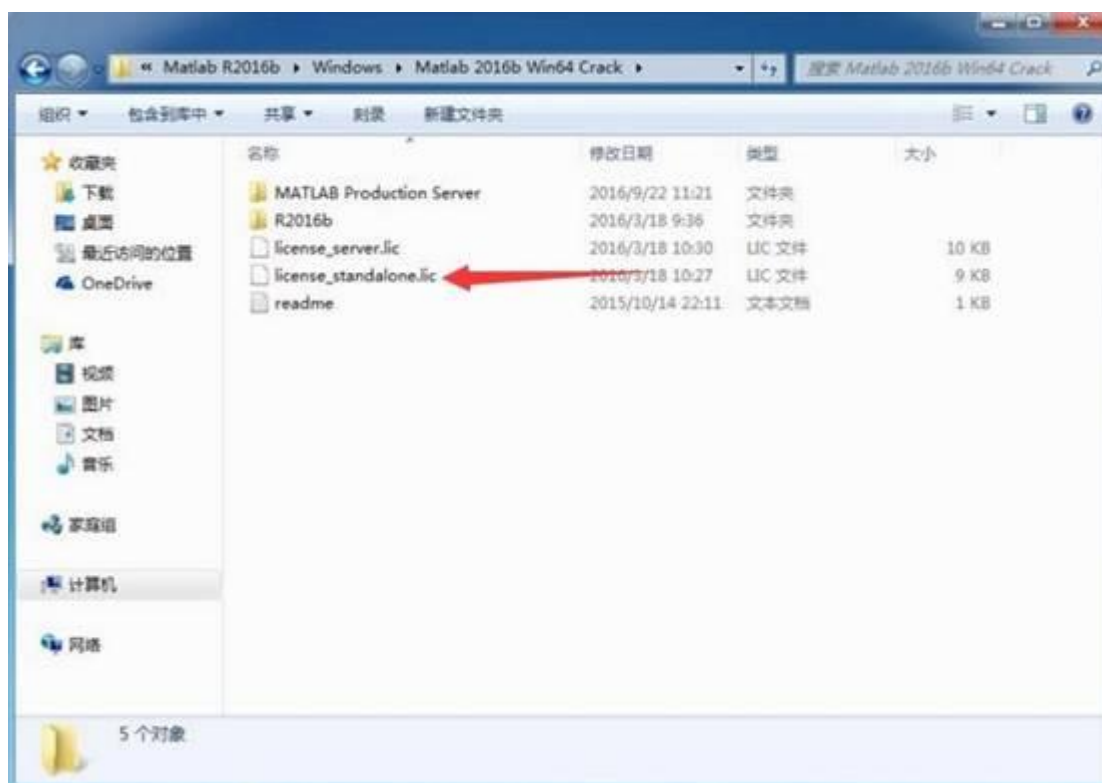 « Matlab R2016b ▸ Windows ▸ Matlab 2016b Win64 Crack ▸
搜索 Matlab 2016b Win64 Crack
组织 包含到库中 共享 刻录 新建文件夹
名称 修改日期 类型 大小
收藏夹
下载
桌面
最近访问的位置
OneDrive
MATLAB Production Server 2016/9/22 11:21 文件夹
R2016b 2016/3/18 9:36 文件夹
license_server.lic 2016/3/18 10:30 LIC 文件 10 KB
license_standalone.lic 2016/3/18 10:27 LIC 文件 9 KB
readme 2015/10/14 22:11 文本文档 1 KB
库
视频
图片
文档
音乐
家庭组
计算机
网络
5 个对象